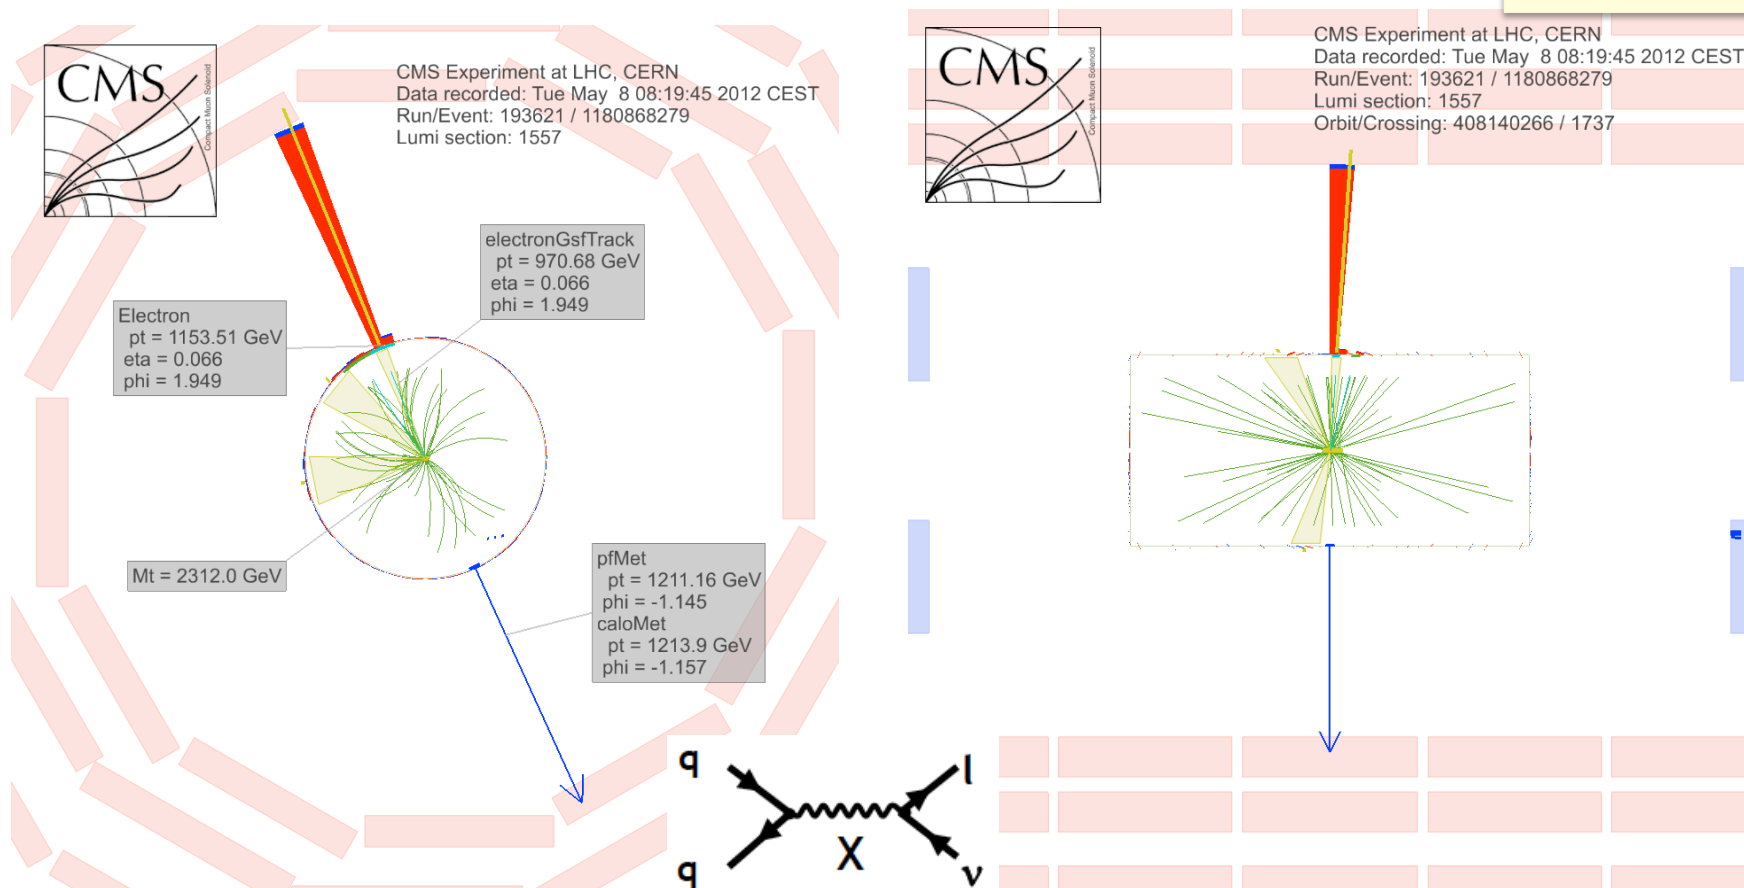 CMS
Compact Muon Solenoid
CMS Experiment at LHC, CERN
Data recorded: Tue May  8 08:19:45 2012 CEST
Run/Event: 193621 / 1180868279
Lumi section: 1557
electronGsfTrack
pt = 970.68 GeV
eta = 0.066
phi = 1.949
Electron
pt = 1153.51 GeV
eta = 0.066
phi = 1.949
Mt = 2312.0 GeV
pfMet
pt = 1211.16 GeV
phi = -1.145
caloMet
pt = 1213.9 GeV
phi = -1.157
CMS
Compact Muon Solenoid
CMS Experiment at LHC, CERN
Data recorded: Tue May  8 08:19:45 2012 CEST
Run/Event: 193621 / 1180868279
Lumi section: 1557
Orbit/Crossing: 408140266 / 1737
q
l
X
q
ν